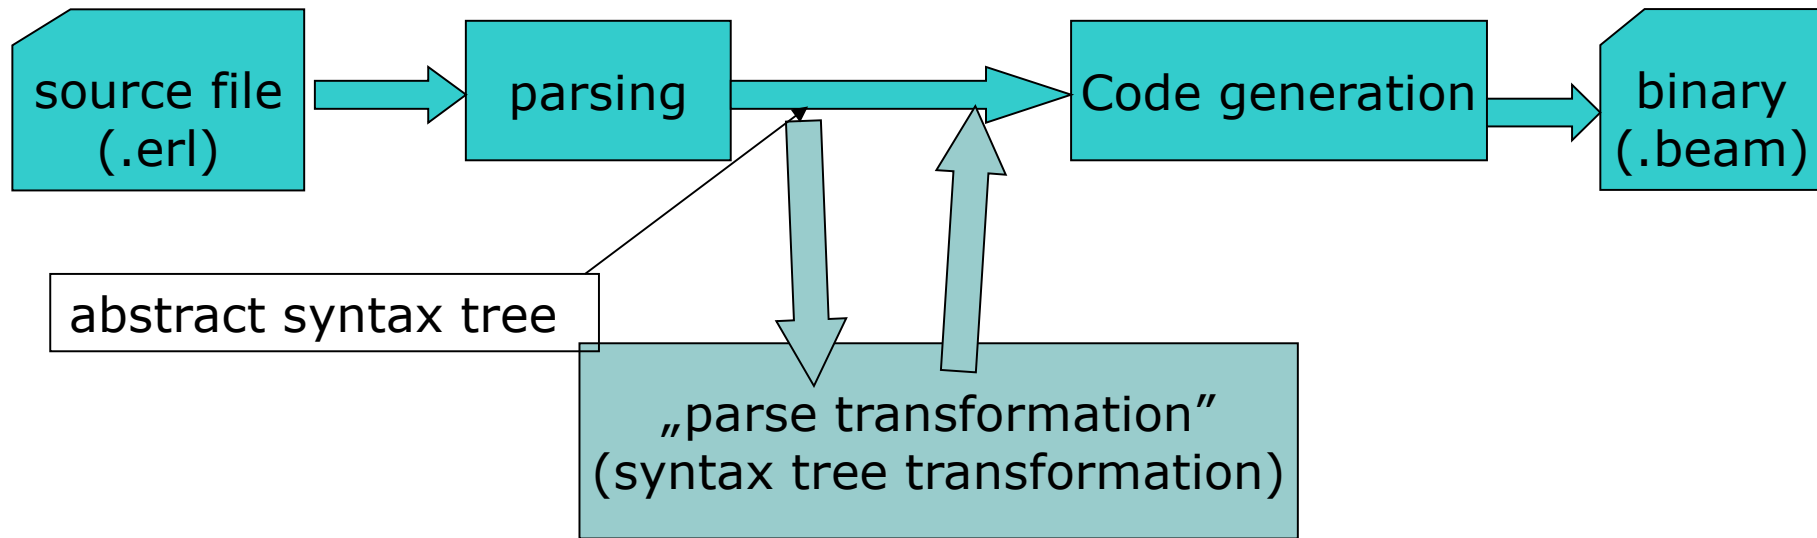 source file
(.erl)
parsing
Code generation
binary
(.beam)
abstract syntax tree
„parse transformation”
(syntax tree transformation)